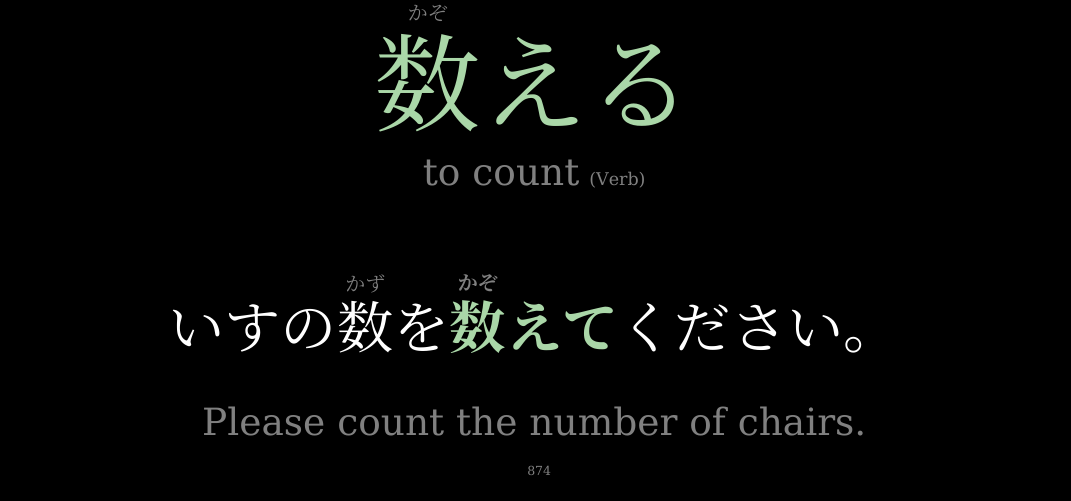 かぞ
数える
to count (Verb)
かず かぞ
いすの数を数えてください。
Please count the number of chairs.
874